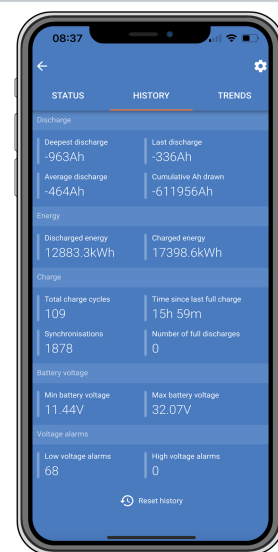 08:37
STATUS HISTORY TRENDS
Discharge
Deepest discharge Last discharge
-963Ah -336Ah
Average discharge Cumulative Ah drawn
-464Ah -611956Ah
Energy
Discharged energy Charged energy
12883.3kWh 17398.6kWh
Charge
Total charge cycles Time since last full charge
109 15h 59m
Synchronisations Number of full discharges
1878 0
Battery voltage
Min battery voltage Max battery voltage
11.44V 32.07V
Voltage alarms
Low voltage alarms High voltage alarms
68 0
Reset history